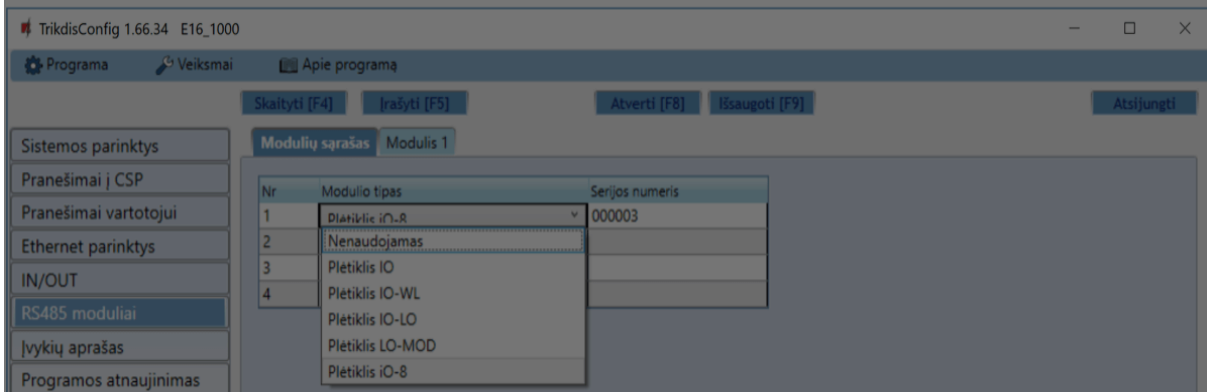 TrikdisConfig 1.66.34 E16_1000
Programa Veiksmai Apie programą
Skaityti [F4] Įrašyti [F5] Atverti [F8] Išsaugoti [F9] Atsijungti
Sistemos parinktys
Pranešimai į CSP
Pranešimai vartotojui
Ethernet parinktys
IN/OUT
RS485 moduliai
Įvykių aprašas
Programos atnaujinimas
Modulių sąrašas Modulis 1
Nr Modulio tipas Serijos numeris
1 Plėtiklis iO-8 000003
2
3
4
Nenaudojamas
Plėtiklis IO
Plėtiklis IO-WL
Plėtiklis IO-LO
Plėtiklis LO-MOD
Plėtiklis iO-8